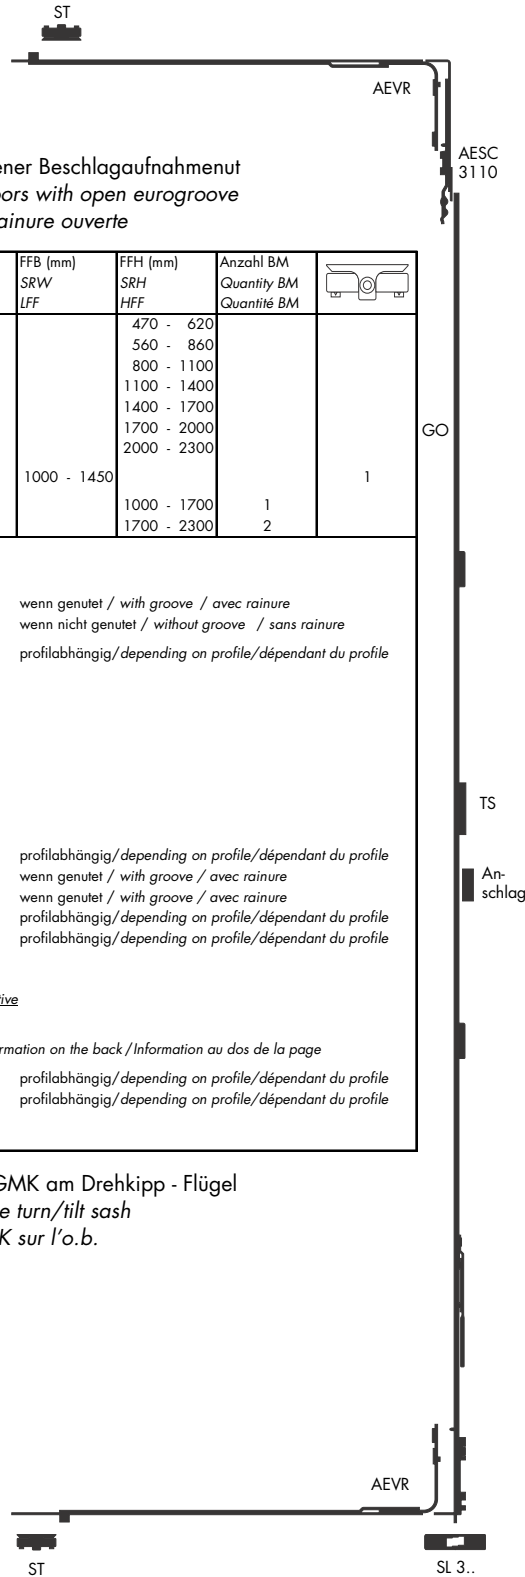 ST
AEVR
AESC
3110
ener Beschlagaufnahmenut
oors with open eurogroove
ainure ouverte
FFB (mm) FFH (mm) Anzahl BM
SRW SRH Quantity BM
LFF HFF Quantité BM
470 - 620
560 - 860
800 - 1100
1100 - 1400
1400 - 1700
1700 - 2000
GO
2000 - 2300
1000 - 1450 1
1000 - 1700 1
1700 - 2300 2
wenn genutet / with groove / avec rainure
wenn nicht genutet / without groove / sans rainure
profilabhängig/depending on profile/dépendant du profile
TS
profilabhängig/depending on profile/dépendant du profile
wenn genutet / with groove / avec rainure
An-
schlag
wenn genutet / with groove / avec rainure
profilabhängig/depending on profile/dépendant du profile
profilabhängig/depending on profile/dépendant du profile
tive
rmation on the back/Information au dos de la page
profilabhängig/depending on profile/dépendant du profile
profilabhängig/depending on profile/dépendant du profile
GMK am Drehkipp - Flügel
e turn/tilt sash
K sur l'o.b.
AEVR
ST
SL 3..